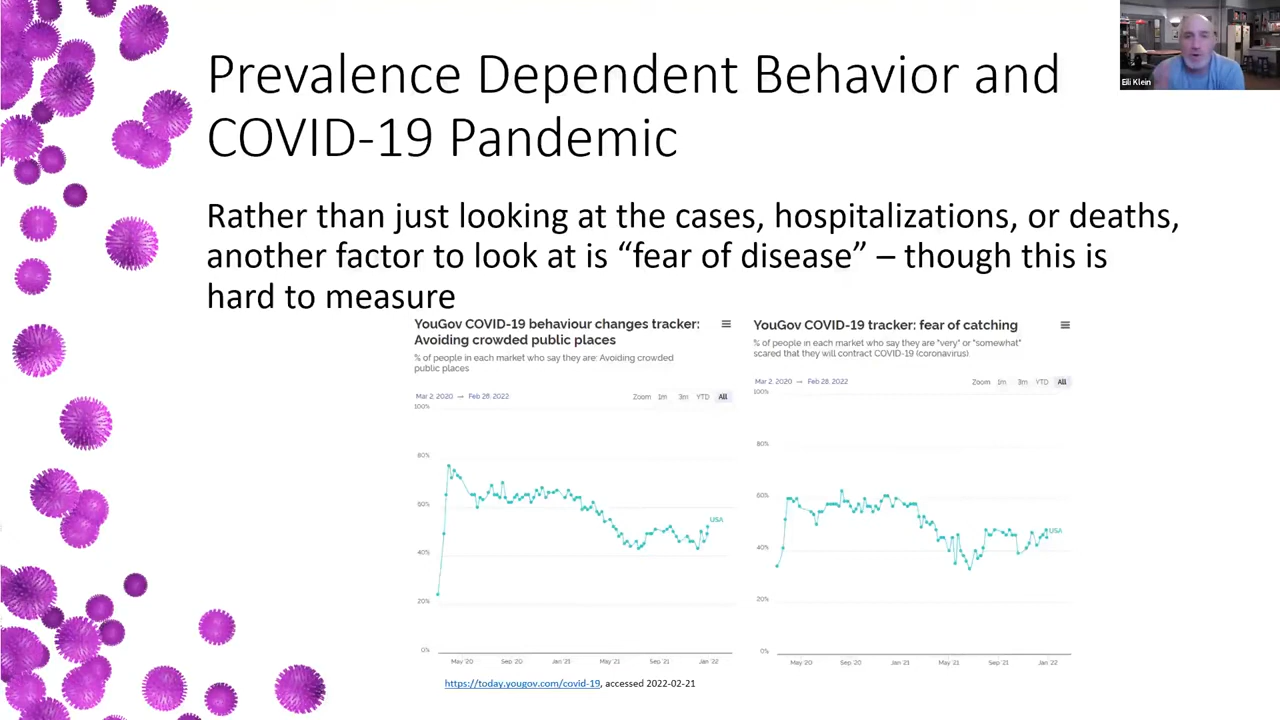 Prevalence Dependent Behavior and
COVID-19 Pandemic
Eili Klein
Rather than just looking at the cases, hospitalizations, or deaths,
another factor to look at is “fear of disease” – though this is
hard to measure
YouGov COVID-19 behaviour changes tracker:
Avoiding crowded public places
% of people in each market who say they are: Avoiding crowded
public places
Mar 2, 2020 → Feb 26, 2022
Zoom 1m 3m YTD All
100%
80%
60%
40%
20%
0%
USA
May '20 Sep '20 Jan '21 May '21 Sep '21 Jan '22
YouGov COVID-19 tracker: fear of catching
% of people in each market who say they are "very" or "somewhat"
scared that they will contract COVID-19 (coronavirus)
Mar 2, 2020 → Feb 28, 2022
Zoom 1m 3m YTD All
100%
80%
60%
40%
20%
0%
USA
May '20 Sep '20 Jan '21 May '21 Sep '21 Jan '22
https://today.yougov.com/covid-19, accessed 2022-02-21